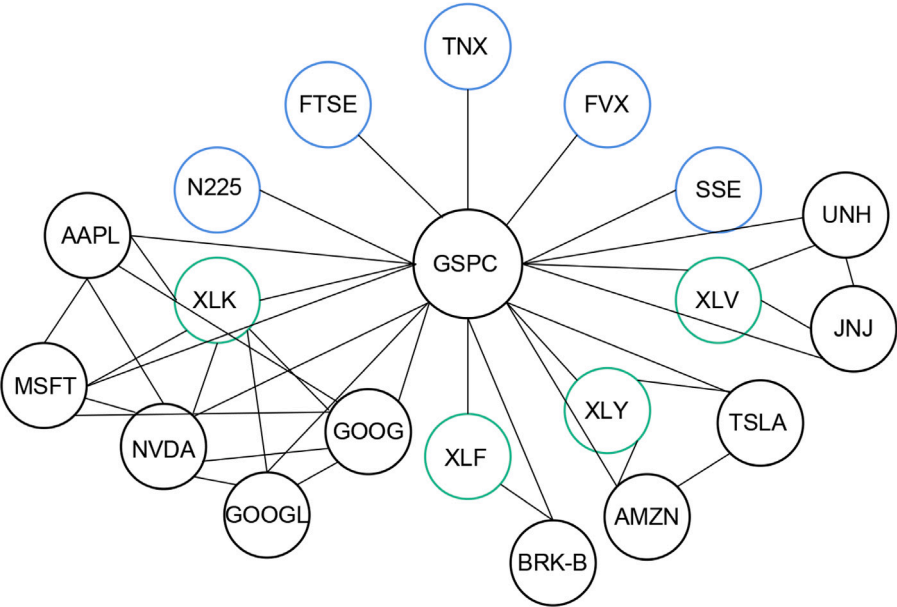 TNX
FTSE
FVX
N225
SSE
AAPL
UNH
GSPC
XLK
XLV
JNJ
MSFT
XLY
TSLA
GOOG
NVDA
XLF
GOOGL
AMZN
BRK-B